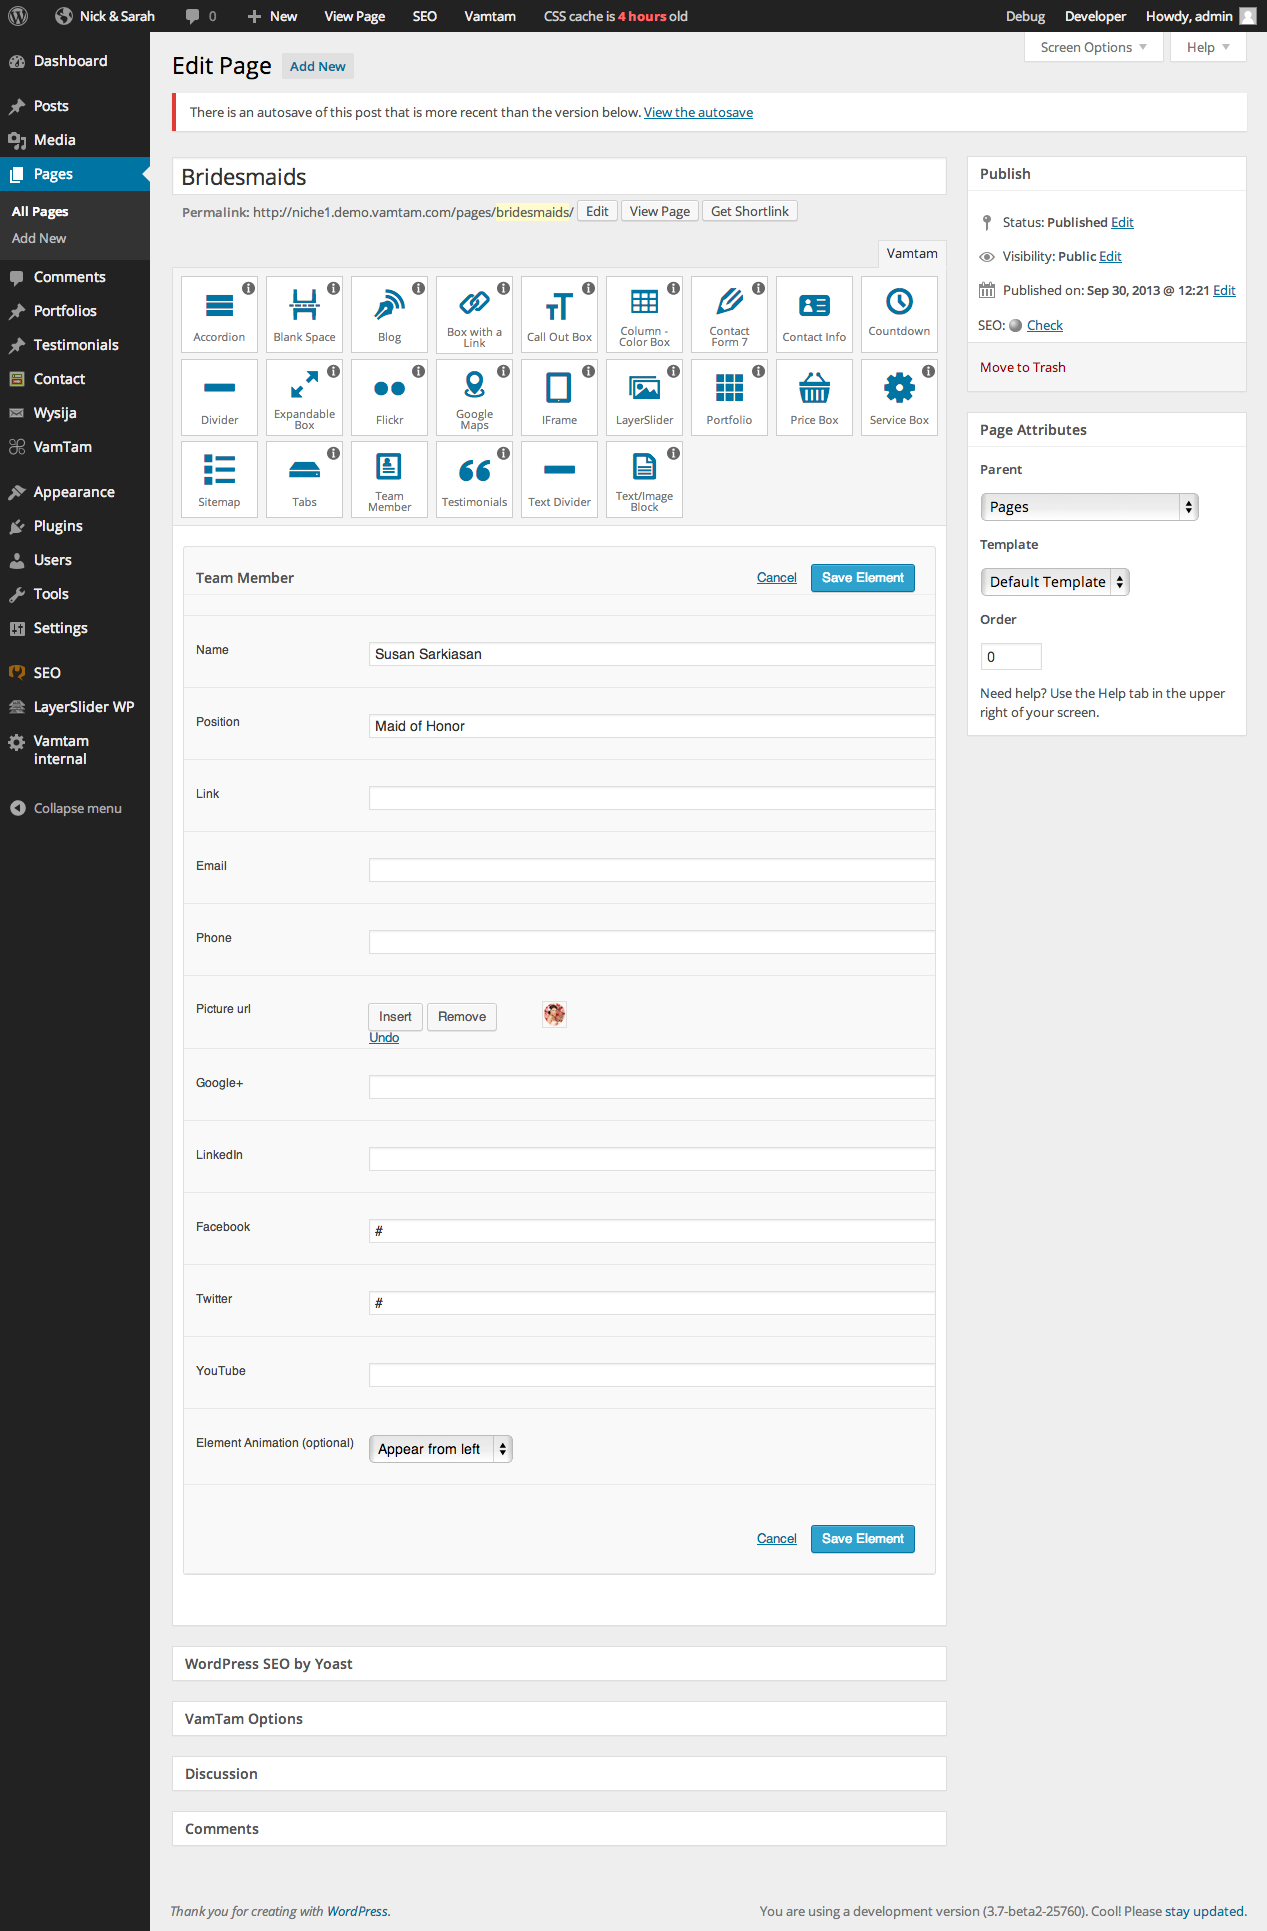 Nick & Sarah
0
New
View Page
SEO
Vamtam
CSS cache is 4 hours old
Debug
Developer
Howdy, admin
Dashboard
Posts
Media
Pages
All Pages
Add New
Comments
Portfolios
Testimonials
Contact
Wysija
VamTam
Appearance
Plugins
Users
Tools
Settings
SEO
LayerSlider WP
Vamtam
internal
Collapse menu
Screen Options
Help
Edit Page
Add New
There is an autosave of this post that is more recent than the version below. View the autosave
Bridesmaids
Permalink: http://niche1.demo.vamtam.com/pages/bridesmaids/
Edit
View Page
Get Shortlink
Vamtam
Accordion
Blank Space
Blog
Box with a
Link
Call Out Box
Column -
Color Box
Contact
Form 7
Contact Info
Countdown
Divider
Expandable
Box
Flickr
Google
Maps
IFrame
LayerSlider
Portfolio
Price Box
Service Box
Sitemap
Tabs
Team
Member
Testimonials
Text Divider
Text/Image
Block
Team Member
Cancel
Save Element
Name
Susan Sarkiasan
Position
Maid of Honor
Link
Email
Phone
Picture url
Insert
Remove
Undo
Google+
LinkedIn
Facebook
#
Twitter
#
YouTube
Element Animation (optional)
Appear from left
Cancel
Save Element
WordPress SEO by Yoast
VamTam Options
Discussion
Comments
Publish
Status: Published Edit
Visibility: Public Edit
Published on: Sep 30, 2013 @ 12:21 Edit
SEO: Check
Move to Trash
Page Attributes
Parent
Pages
Template
Default Template
Order
0
Need help? Use the Help tab in the upper
right of your screen.
Thank you for creating with WordPress.
You are using a development version (3.7-beta2-25760). Cool! Please stay updated.